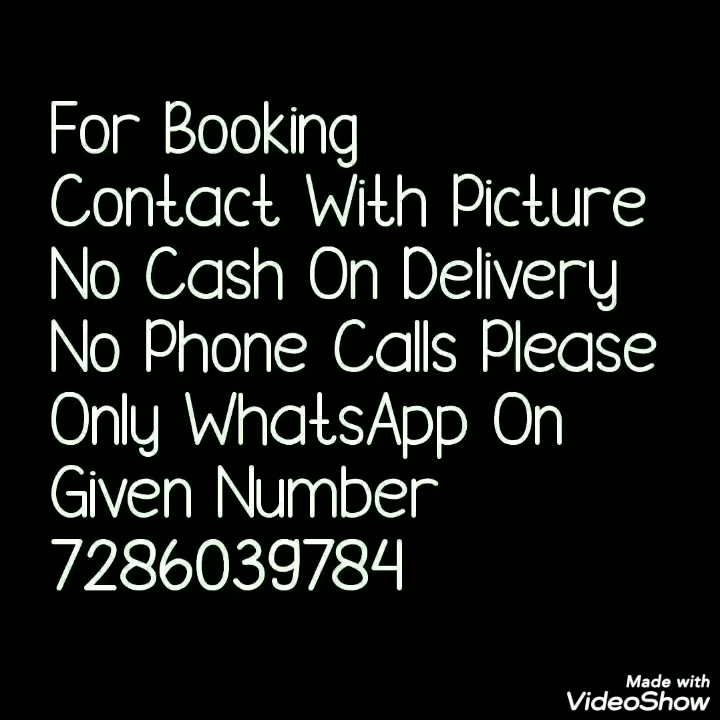 For Booking
Contact With Picture
No Cash On Delivery
No Phone Calls Please
Only WhatsApp On
Given Number
7286039784
Made with
VideoShow